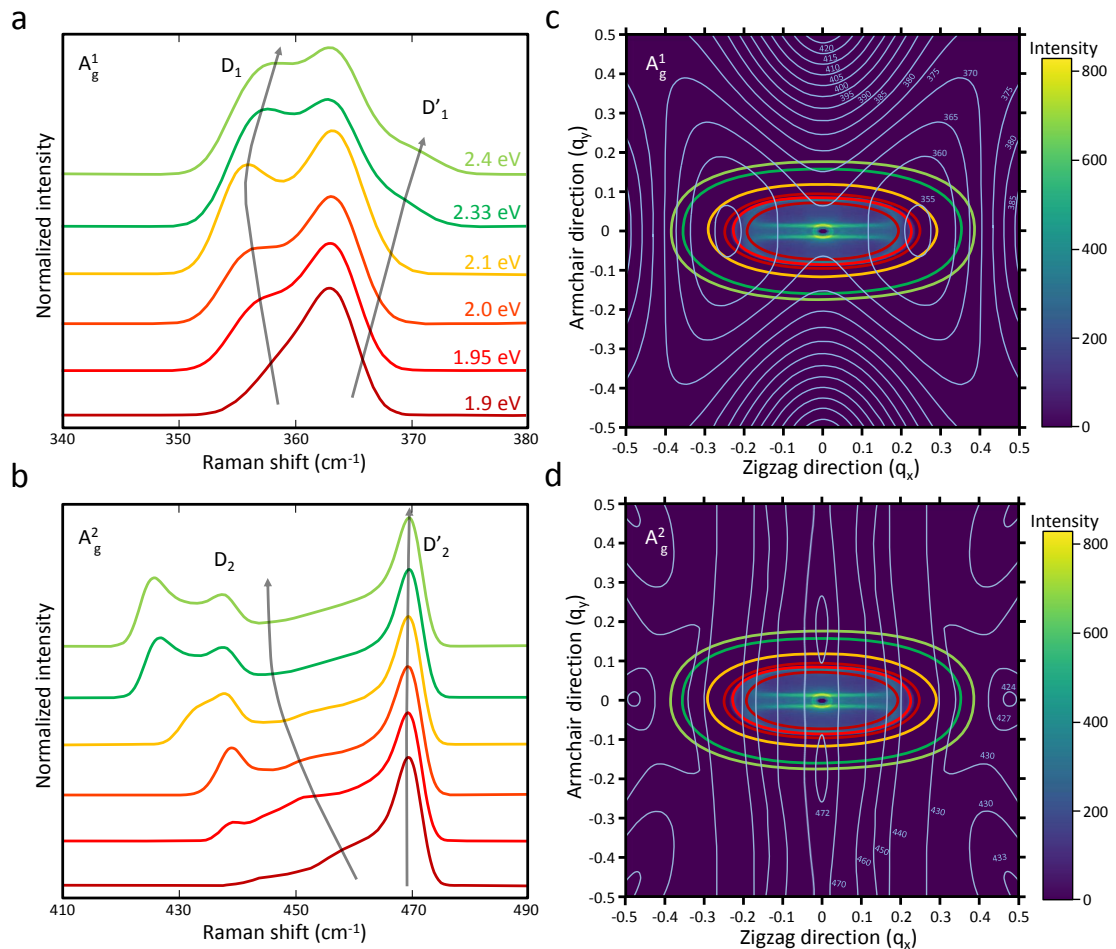 a
A¹g
D₁
D'₁
2.4 eV
2.33 eV
2.1 eV
2.0 eV
1.95 eV
1.9 eV
Normalized intensity
340 350 360 370 380
Raman shift (cm⁻¹)
b
A²g
D₂
D'₂
Normalized intensity
410 430 450 470 490
Raman shift (cm⁻¹)
c
A¹g
Intensity
800
600
400
200
0
0.5
0.4
0.3
0.2
0.1
0
-0.1
-0.2
-0.3
-0.4
-0.5
Armchair direction (qy)
420
415
410
405
400
395
390
385
380
375
370
365
360
355
375
380
385
-0.5 -0.4 -0.3 -0.2 -0.1 0 0.1 0.2 0.3 0.4 0.5
Zigzag direction (qx)
d
A²g
Intensity
800
600
400
200
0
0.5
0.4
0.3
0.2
0.1
0
-0.1
-0.2
-0.3
-0.4
-0.5
Armchair direction (qy)
424
427
430
430
430
433
440
450
460
470
472
-0.5 -0.4 -0.3 -0.2 -0.1 0 0.1 0.2 0.3 0.4 0.5
Zigzag direction (qx)